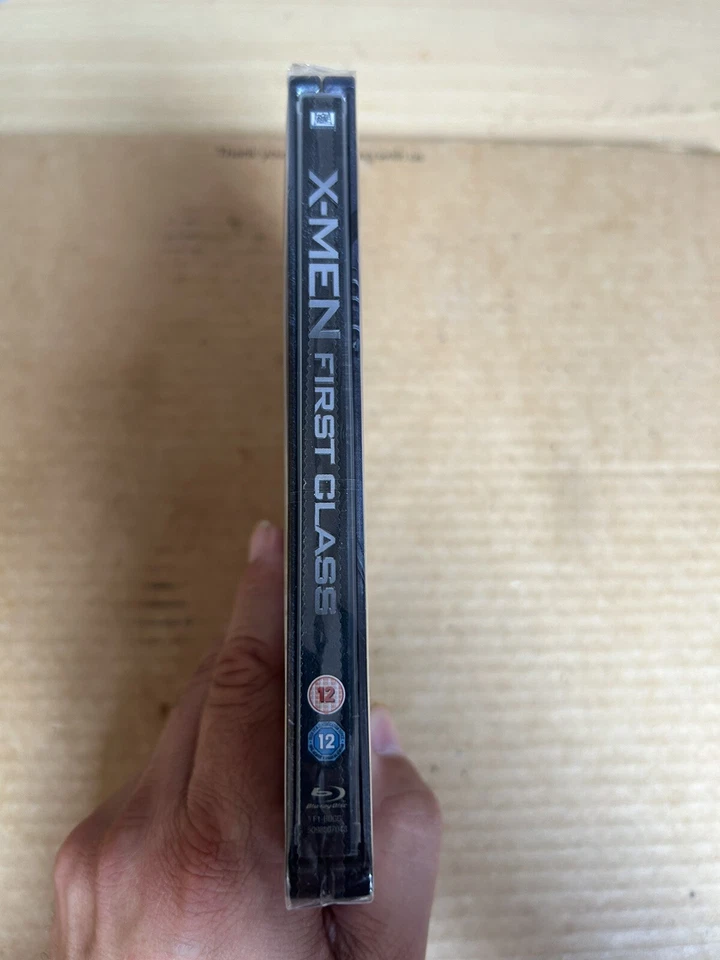 X-MEN FIRST CLASS
12
12
Blu-ray Disc